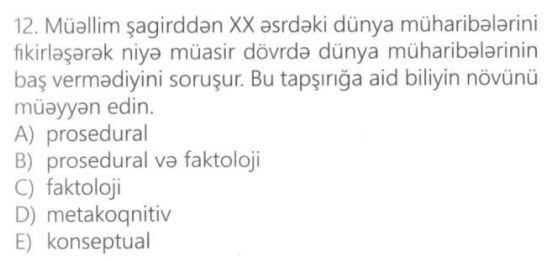 12. Müəllim şagirddən XX əsrdəki dünya müharibələrini
fikirləşərək niyə müasir dövrdə dünya müharibələrinin
baş vermədiyini soruşur. Bu tapşırığa aid biliyin növünü
müəyyən edin.
A) prosedural
B) prosedural və faktoloji
C) faktoloji
D) metakoqnitiv
E) konseptual